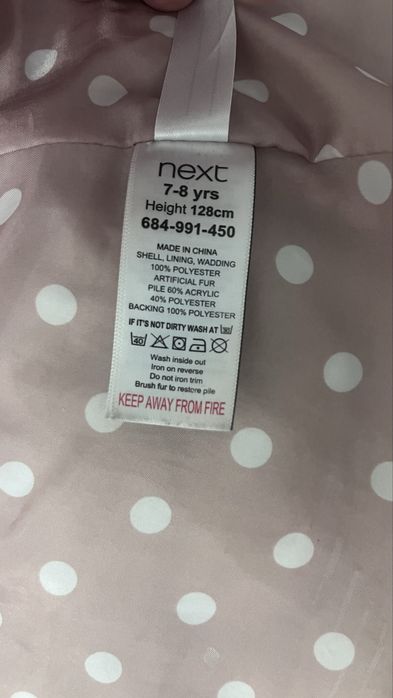 next
7-8 yrs
Height 128cm
684-991-450
MADE IN CHINA
SHELL, LINING, WADDING
100% POLYESTER
ARTIFICIAL FUR
PILE 60% ACRYLIC
40% POLYESTER
BACKING 100% POLYESTER
IF IT'S NOT DIRTY WASH AT 30
40
Wash inside out
Iron on reverse
Do not iron trim
Brush fur to restore pile
KEEP AWAY FROM FIRE